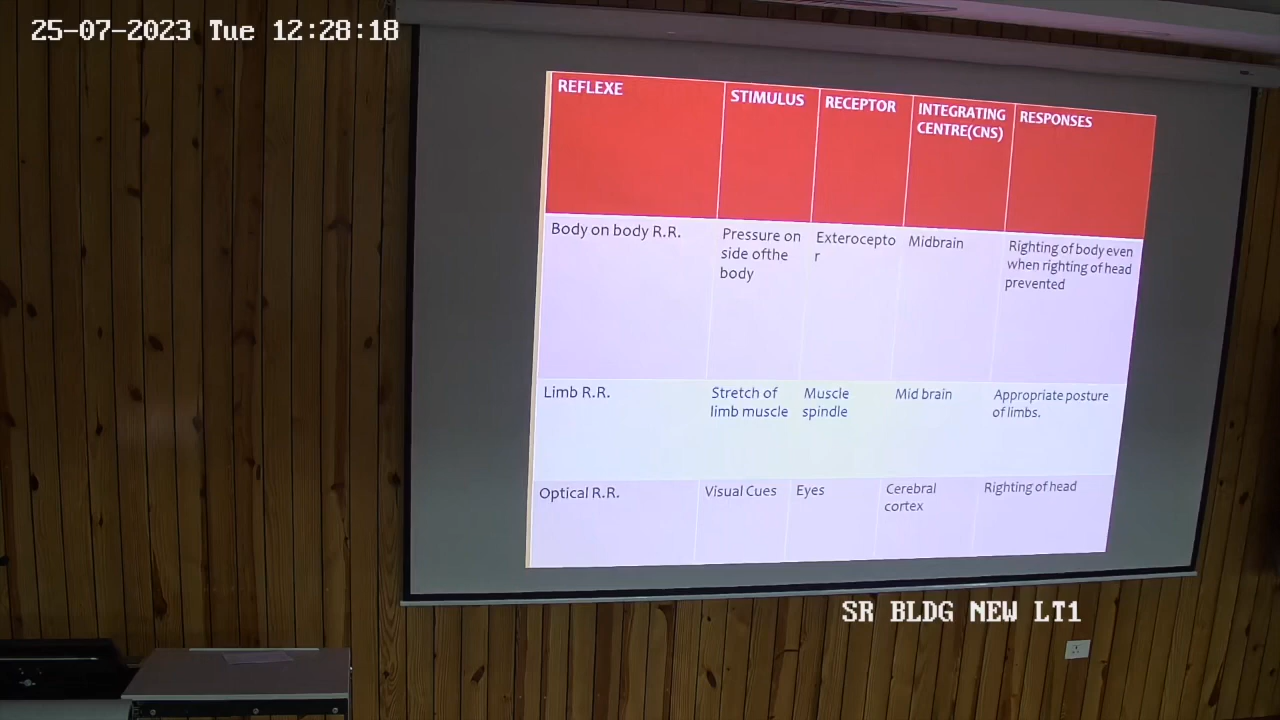 25-07-2023 Tue 12:28:18
REFLEXE
STIMULUS
RECEPTOR
INTEGRATING
CENTRE(CNS)
RESPONSES
Body on body R.R.
Pressure on
side ofthe
body
Exterocepto
r
Midbrain
Righting of body even
when righting of head
prevented
Limb R.R.
Stretch of
limb muscle
Muscle
spindle
Mid brain
Appropriate posture
of limbs.
Optical R.R.
Visual Cues
Eyes
Cerebral
cortex
Righting of head
SR BLDG NEW LT1